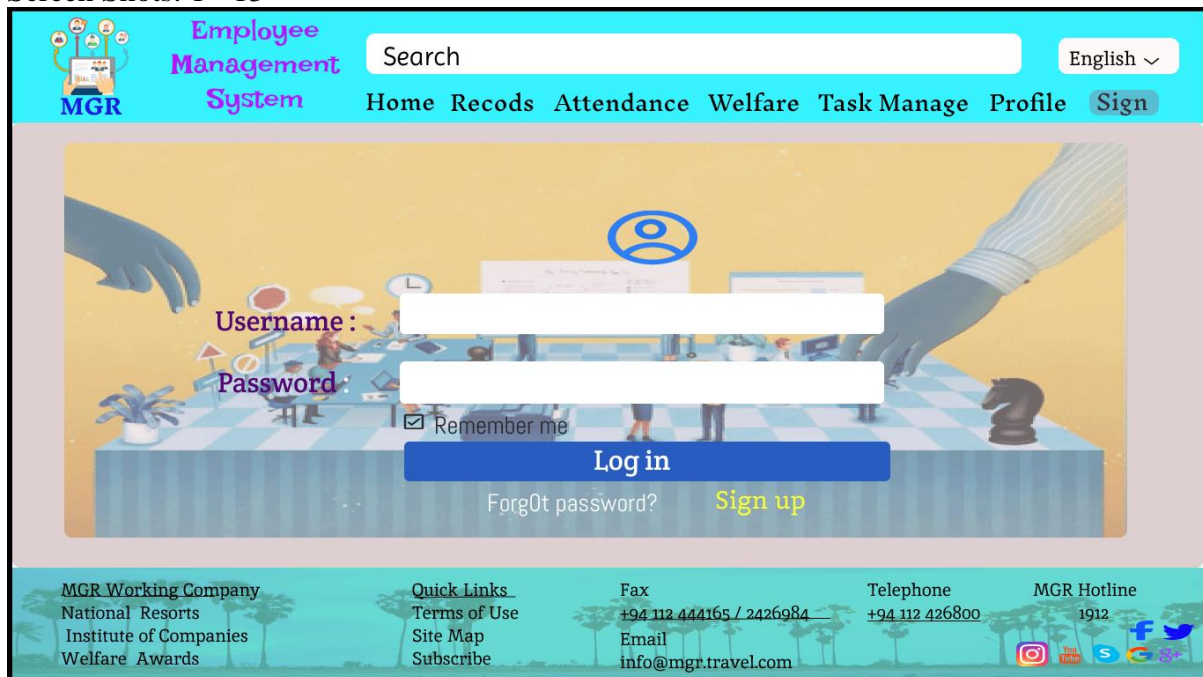 Screen Shots: 1 - 15
Employee
Management
System
MGR
Search
English
Home Recods Attendance Welfare Task Manage Profile Sign
Username :
Password :
Remember me
Log in
Forg0t password? Sign up
MGR Working Company
National Resorts
Institute of Companies
Welfare Awards
Quick Links
Terms of Use
Site Map
Subscribe
Fax
+94 112 444165 / 2426984
Email
info@mgr.travel.com
Telephone
+94 112 426800
MGR Hotline
1912
You
Tube